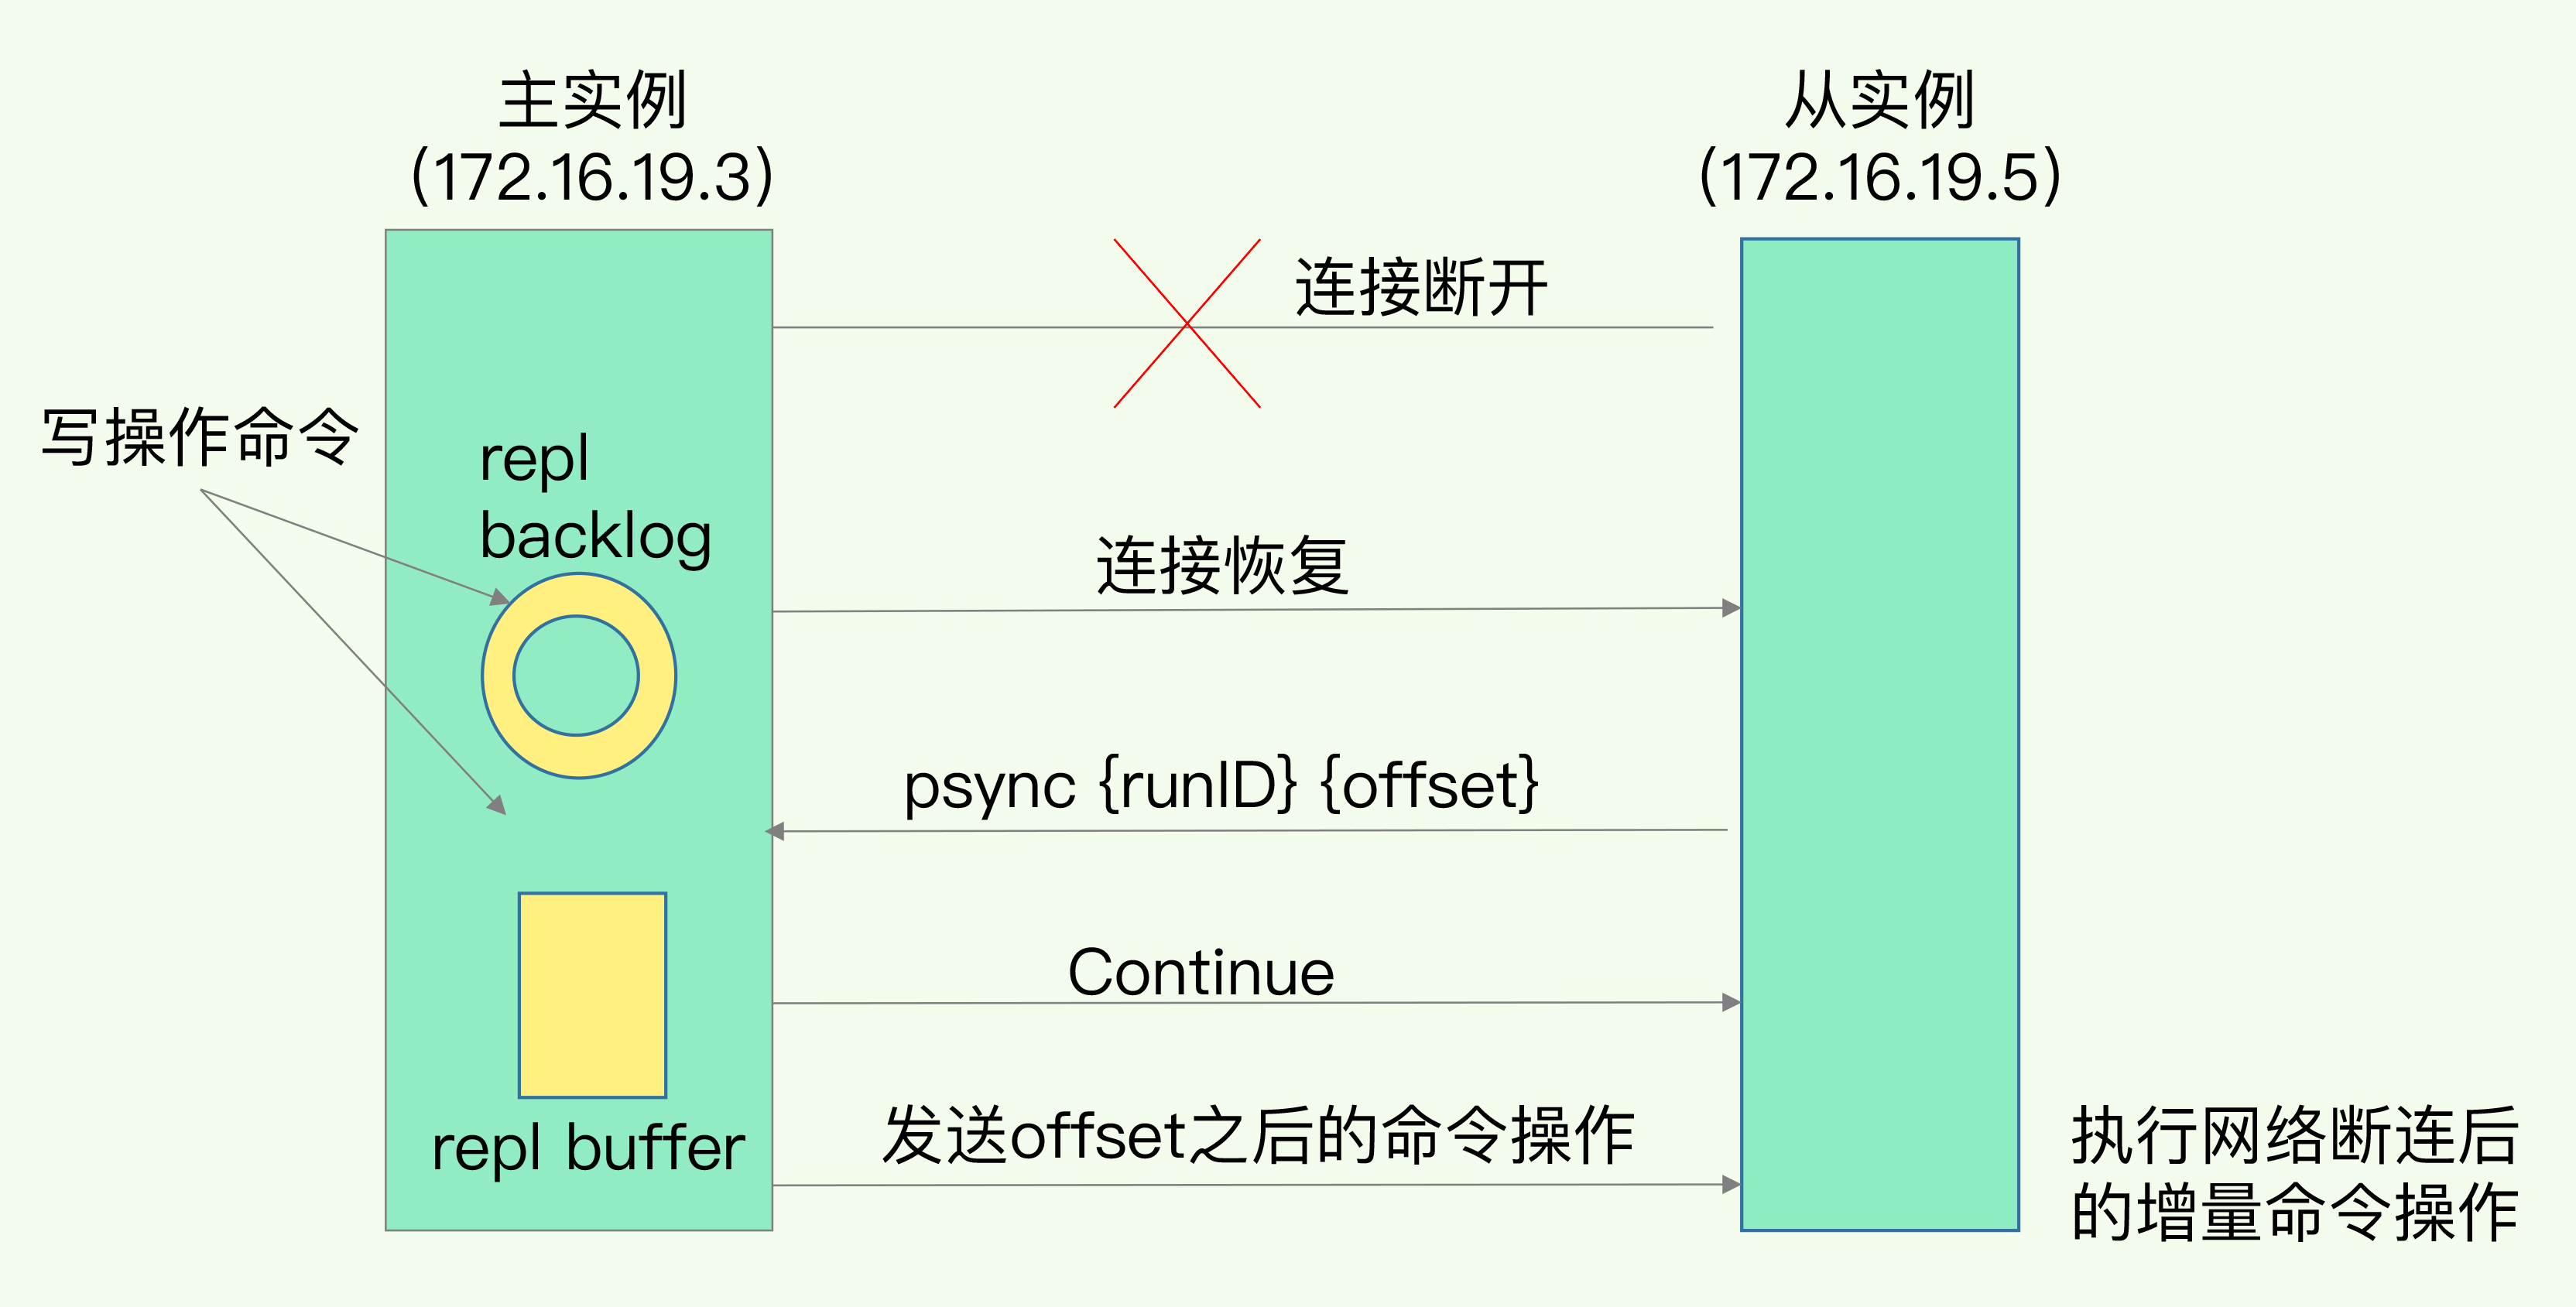 主实例
(172.16.19.3)
从实例
(172.16.19.5)
连接断开
写操作命令
repl
backlog
连接恢复
psync {runID} {offset}
Continue
repl buffer
发送offset之后的命令操作
执行网络断连后
的增量命令操作